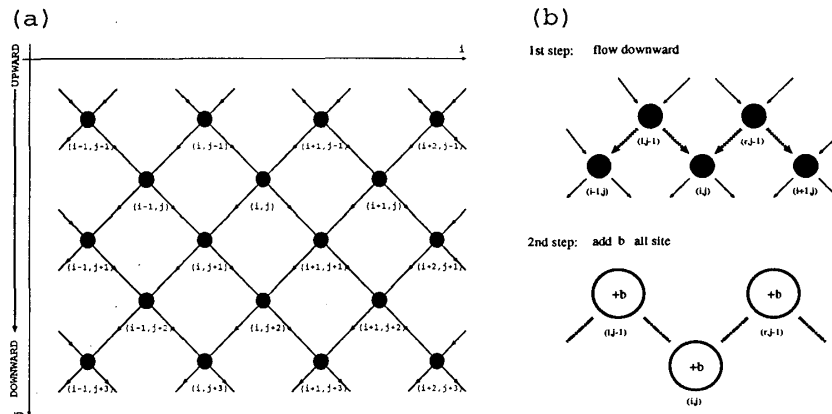 (a)
i
UPWARD
(i-1,j-1) (i,j-1) (i+1,j-1) (i+2,j-1)
(i-1,j) (i,j) (i+1,j)
(i-1,j+1) (i,j+1) (i+1,j+1) (i+2,j+1)
(i-1,j+2) (i,j+2) (i+1,j+2)
DOWNWARD
(i-1,j+3) (i,j+3) (i+1,j+3) (i+2,j+3)
(b)
1st step: flow downward
(l,j-1) (r,j-1)
(i-1,j) (i,j) (i+1,j)
2nd step: add b all site
+b +b
(l,j-1) (r,j-1)
+b
(i,j)